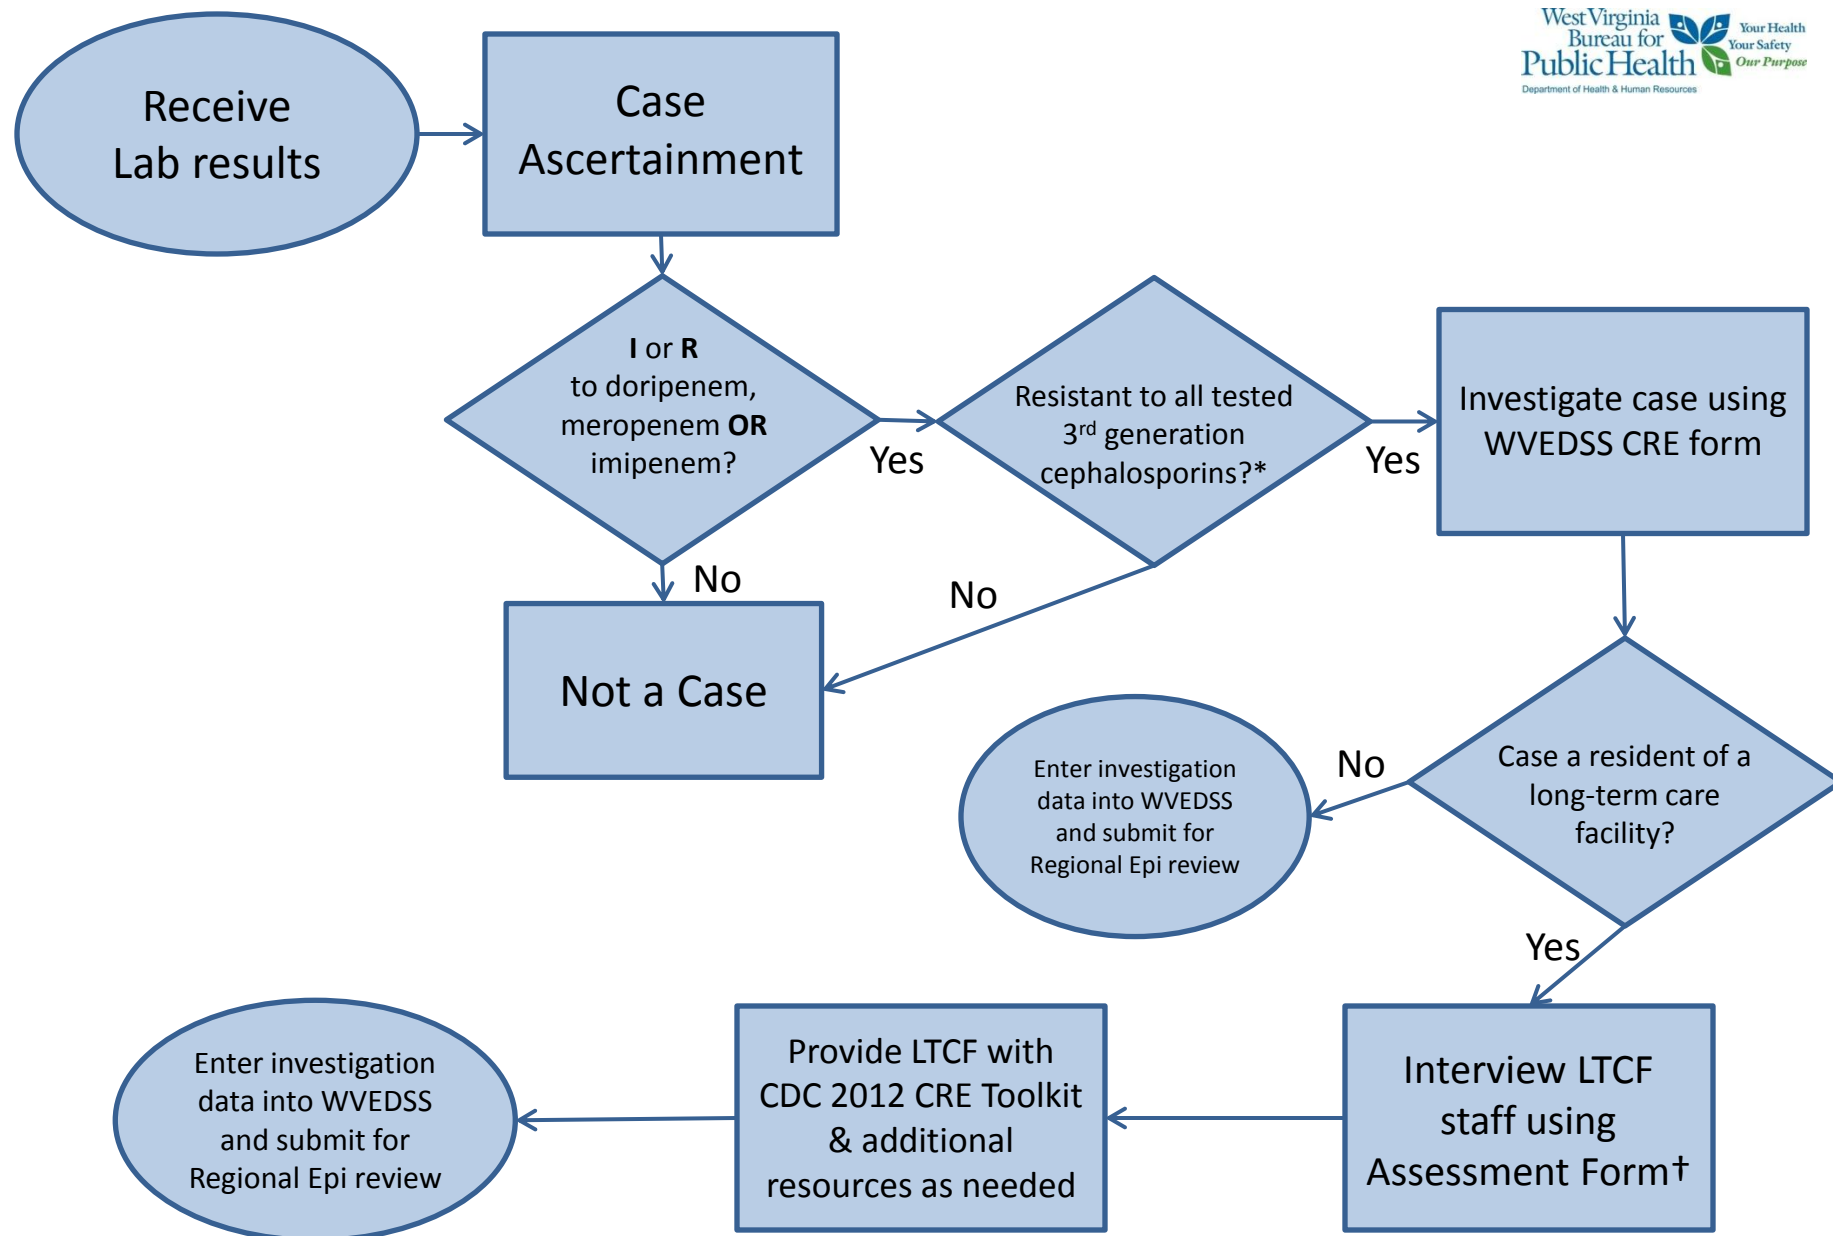 West Virginia
Bureau for
Public Health
Department of Health & Human Resources
Your Health
Your Safety
Our Purpose
Receive
Lab results
Case
Ascertainment
I or R
to doripenem,
meropenem OR
imipenem?
Yes
No
Resistant to all tested
3rd generation
cephalosporins?*
Yes
No
Investigate case using
WVEDSS CRE form
Not a Case
Case a resident of a
long-term care
facility?
No
Yes
Enter investigation
data into WVEDSS
and submit for
Regional Epi review
Interview LTCF
staff using
Assessment Form†
Provide LTCF with
CDC 2012 CRE Toolkit
& additional
resources as needed
Enter investigation
data into WVEDSS
and submit for
Regional Epi review